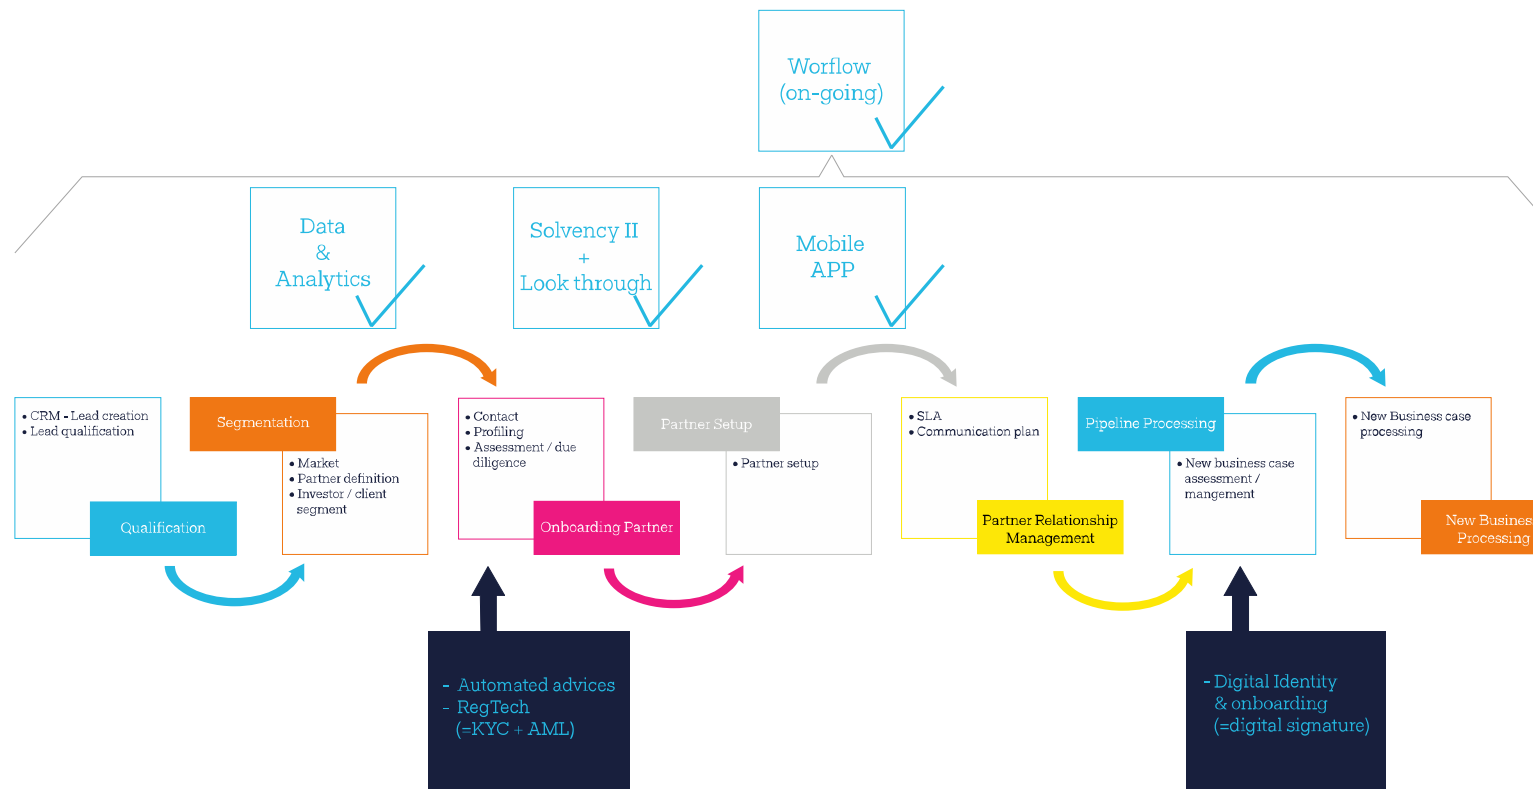 Worflow
(on-going)
Data
&
Analytics
Solvency II
+
Look through
Mobile
APP
• CRM - Lead creation
• Lead qualification
Qualification
Segmentation
• Market
• Partner definition
• Investor / client
segment
• Contact
• Profiling
• Assessment / due
diligence
Onboarding Partner
Partner Setup
• Partner setup
• SLA
• Communication plan
Partner Relationship
Management
Pipeline Processing
• New business case
assessment /
mangement
• New Business case
processing
New Busines
Processing
- Automated advices
- RegTech
(=KYC + AML)
- Digital Identity
& onboarding
(=digital signature)